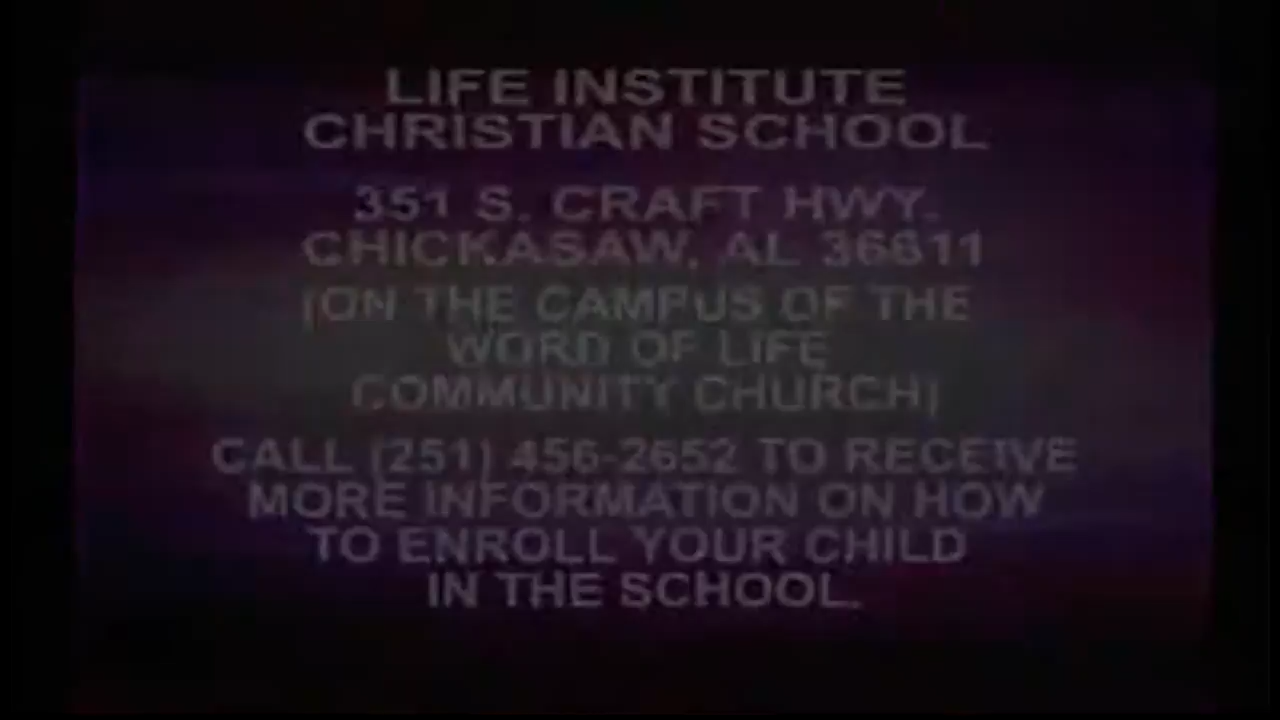 LIFE INSTITUTE
CHRISTIAN SCHOOL
351 S. CRAFT HWY.
CHICKASAW, AL 36611
(ON THE CAMPUS OF THE
WORD OF LIFE
COMMUNITY CHURCH)
CALL (251) 456-2652 TO RECEIVE
MORE INFORMATION ON HOW
TO ENROLL YOUR CHILD
IN THE SCHOOL.